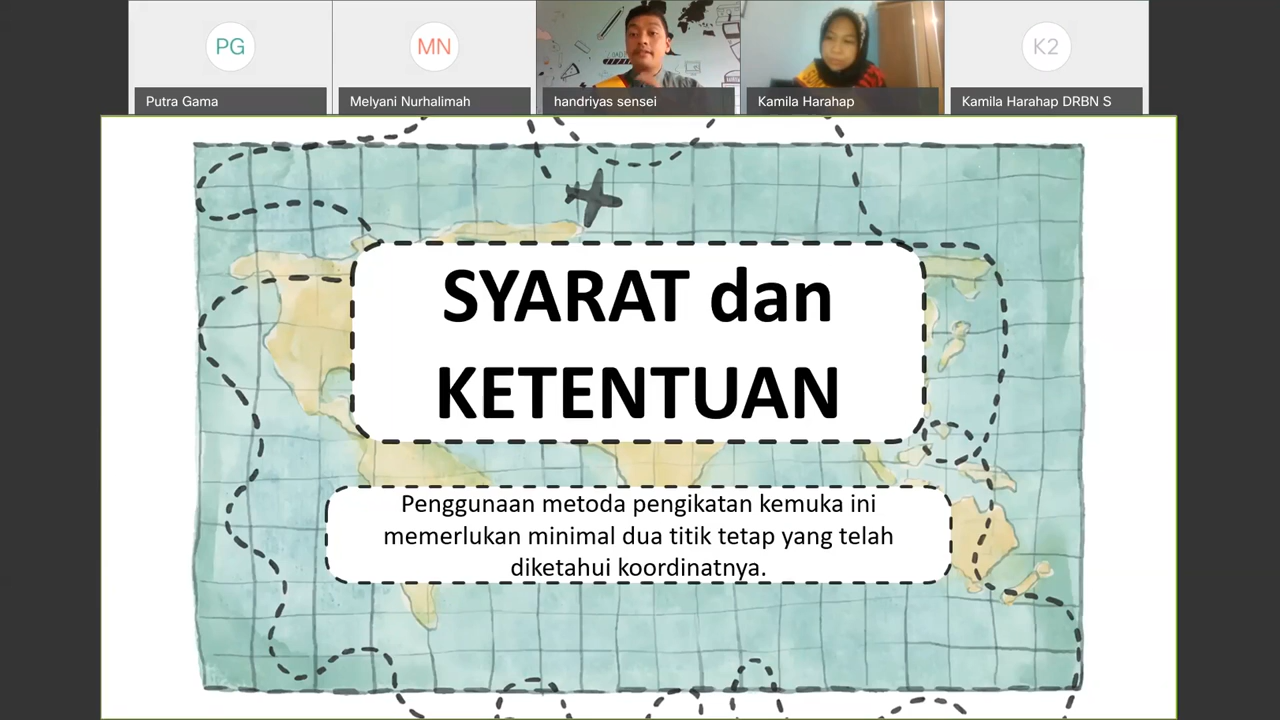 PG
MN
K2
Putra Gama
Melyani Nurhalimah
handriyas sensei
Kamila Harahap
Kamila Harahap DRBN S
SYARAT dan
KETENTUAN
Penggunaan metoda pengikatan kemuka ini
memerlukan minimal dua titik tetap yang telah
diketahui koordinatnya.